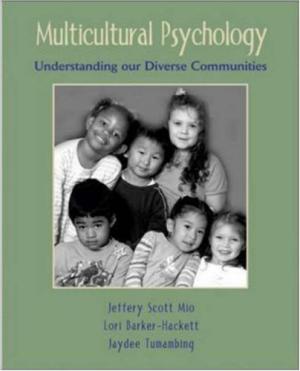 Multicultural Psychology
Understanding our Diverse Communities
Jeffery Scott Mio
Lori Barker-Hackett
Jaydee Tumambing